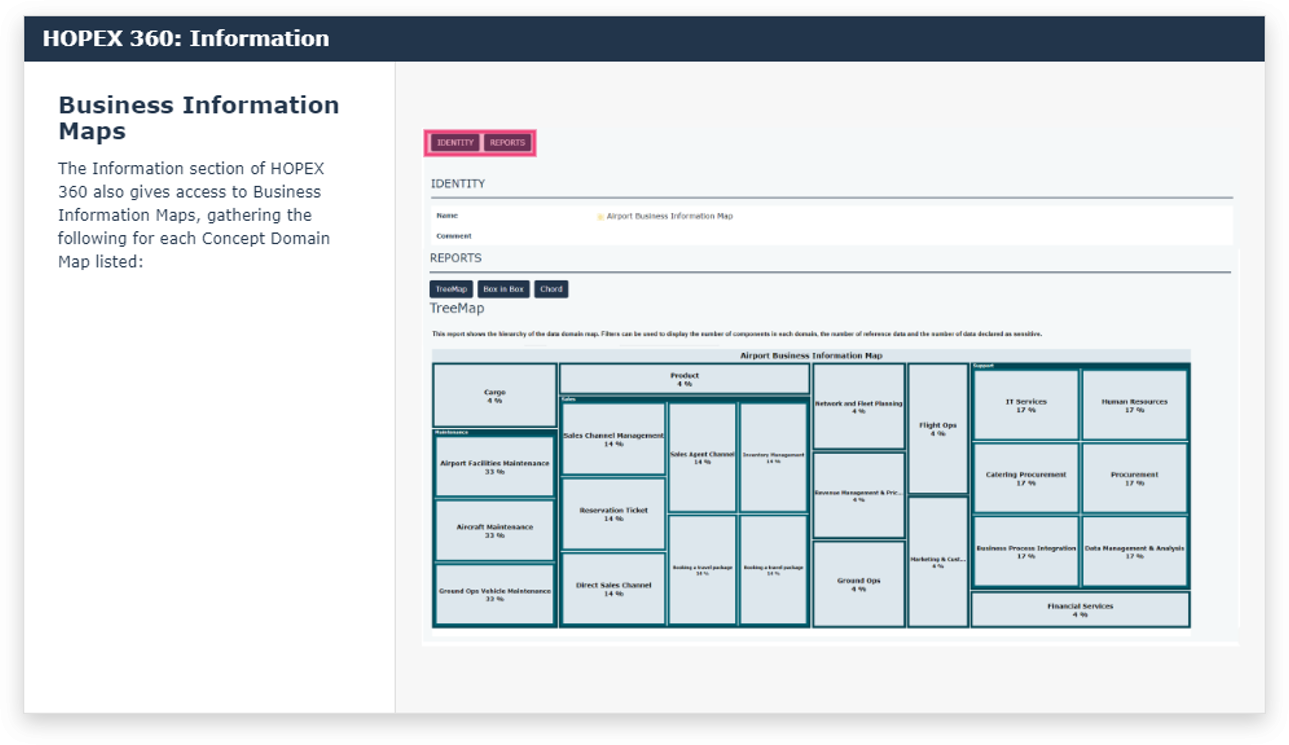 HOPEX 360: Information
Business Information
Maps
The Information section of HOPEX
360 also gives access to Business
Information Maps, gathering the
following for each Concept Domain
Map listed:
IDENTITY REPORTS
IDENTITY
Name Airport Business Information Map
Comment
REPORTS
TreeMap Box in Box Chord
TreeMap
This report shows the hierarchy of the data domain map. Filters can be used to display the number of components in each domain, the number of reference data and the number of data declared as sensitive.
Airport Business Information Map
Cargo
4 %
Maintenance
Airport Facilities Maintenance
33 %
Aircraft Maintenance
33 %
Ground Ops Vehicle Maintenance
33 %
Product
4 %
Sales
Sales Channel Management
14 %
Reservation Ticket
14 %
Direct Sales Channel
14 %
Sales Agent Channel
14 %
Inventory Management
14 %
Booking a travel package
14 %
Booking a travel package
14 %
Network and Fleet Planning
4 %
Revenue Management & Pric...
4 %
Ground Ops
4 %
Flight Ops
4 %
Marketing & Cust...
4 %
Support
IT Services
17 %
Human Resources
17 %
Catering Procurement
17 %
Procurement
17 %
Business Process Integration
17 %
Data Management & Analysis
17 %
Financial Services
4 %